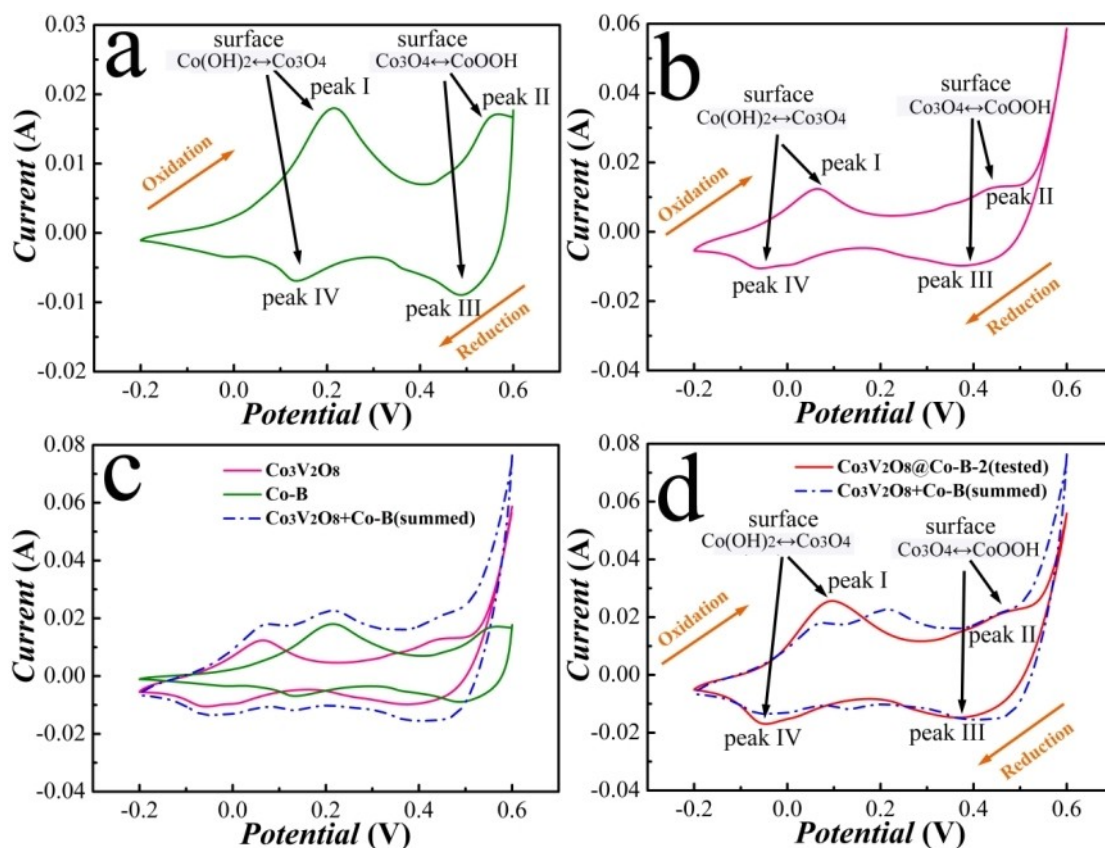 a
surface
Co(OH)2↔Co3O4
surface
Co3O4↔CoOOH
peak I
peak II
Oxidation
peak IV
peak III
Reduction
0.03
0.02
0.01
0.00
-0.01
-0.02
Current (A)
-0.2 0.0 0.2 0.4 0.6
Potential (V)
b
surface
Co(OH)2↔Co3O4
surface
Co3O4↔CoOOH
peak I
peak II
Oxidation
peak IV
peak III
Reduction
0.06
0.04
0.02
0.00
-0.02
-0.04
Current (A)
-0.2 0.0 0.2 0.4 0.6
Potential (V)
c
Co3V2O8
Co-B
Co3V2O8+Co-B(summed)
0.08
0.06
0.04
0.02
0.00
-0.02
-0.04
Current (A)
-0.2 0.0 0.2 0.4 0.6
Potential (V)
d
Co3V2O8@Co-B-2(tested)
Co3V2O8+Co-B(summed)
surface
Co(OH)2↔Co3O4
surface
Co3O4↔CoOOH
peak I
peak II
Oxidation
peak IV
peak III
Reduction
0.08
0.06
0.04
0.02
0.00
-0.02
-0.04
Current (A)
-0.2 0.0 0.2 0.4 0.6
Potential (V)